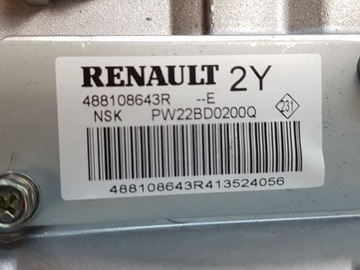 RENAULT 2Y
488108643R --E
NSK PW22BD0200Q 231
488108643R413524056